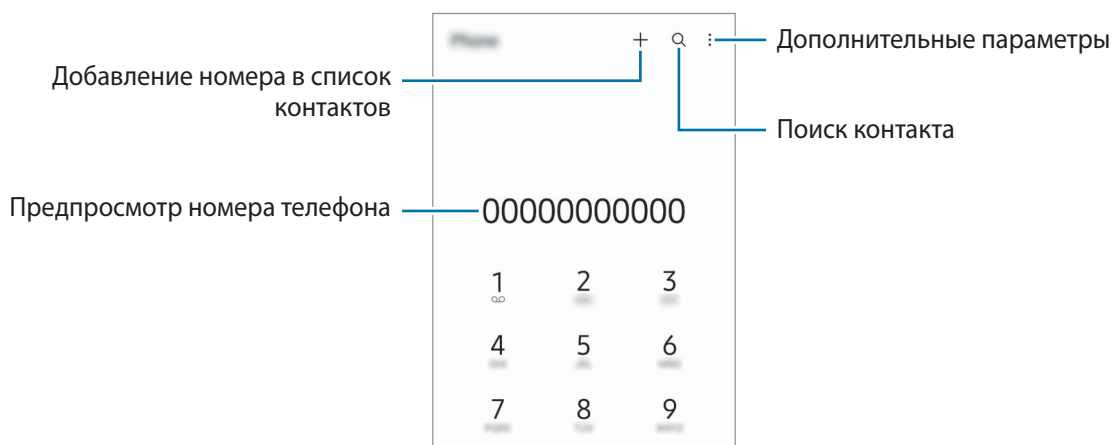 Phone
Дополнительные параметры
Добавление номера в список
контактов
Поиск контакта
Предпросмотр номера телефона
00000000000
1 2 3
4 5 6
7 8 9